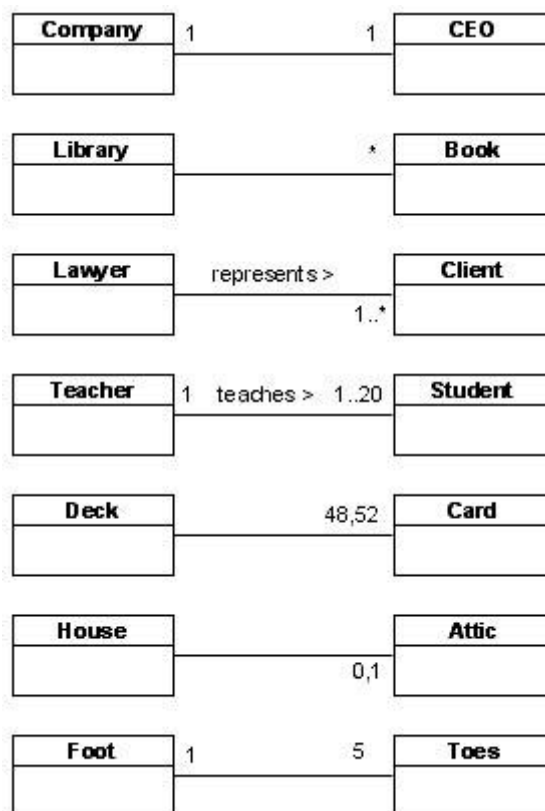 Company 1 1 CEO
Library * Book
Lawyer represents > Client
1..*
Teacher 1 teaches > 1..20 Student
Deck 48,52 Card
House Attic
0,1
Foot 1 5 Toes